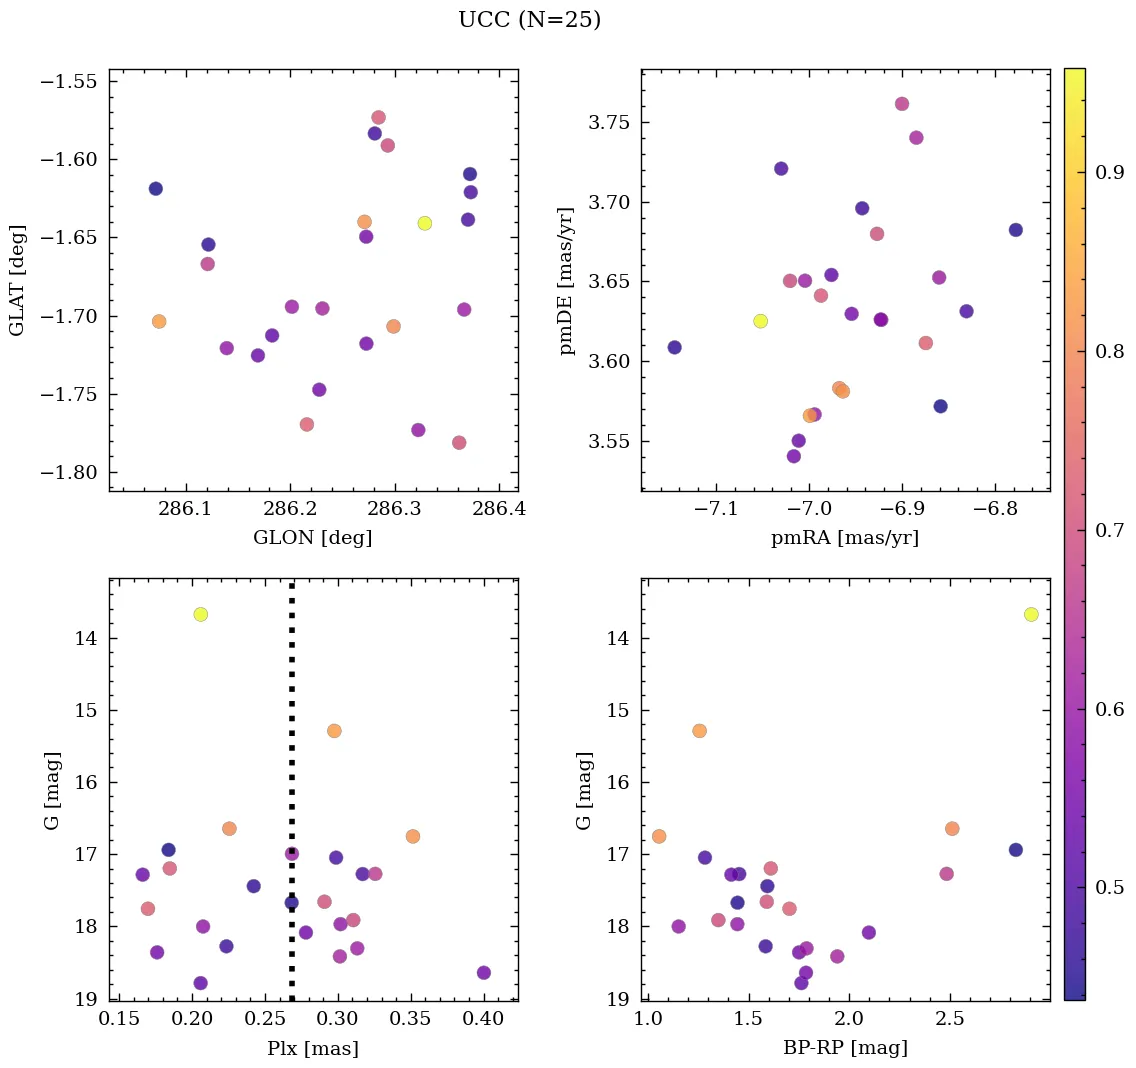 UCC (N=25)
−1.55
−1.60
−1.65
−1.70
−1.75
−1.80
GLAT [deg]
286.1 286.2 286.3 286.4
GLON [deg]
3.75
3.70
3.65
3.60
3.55
pmDE [mas/yr]
−7.1 −7.0 −6.9 −6.8
pmRA [mas/yr]
14
15
16
17
18
19
G [mag]
0.15 0.20 0.25 0.30 0.35 0.40
Plx [mas]
14
15
16
17
18
19
G [mag]
1.0 1.5 2.0 2.5
BP-RP [mag]
0.9
0.8
0.7
0.6
0.5